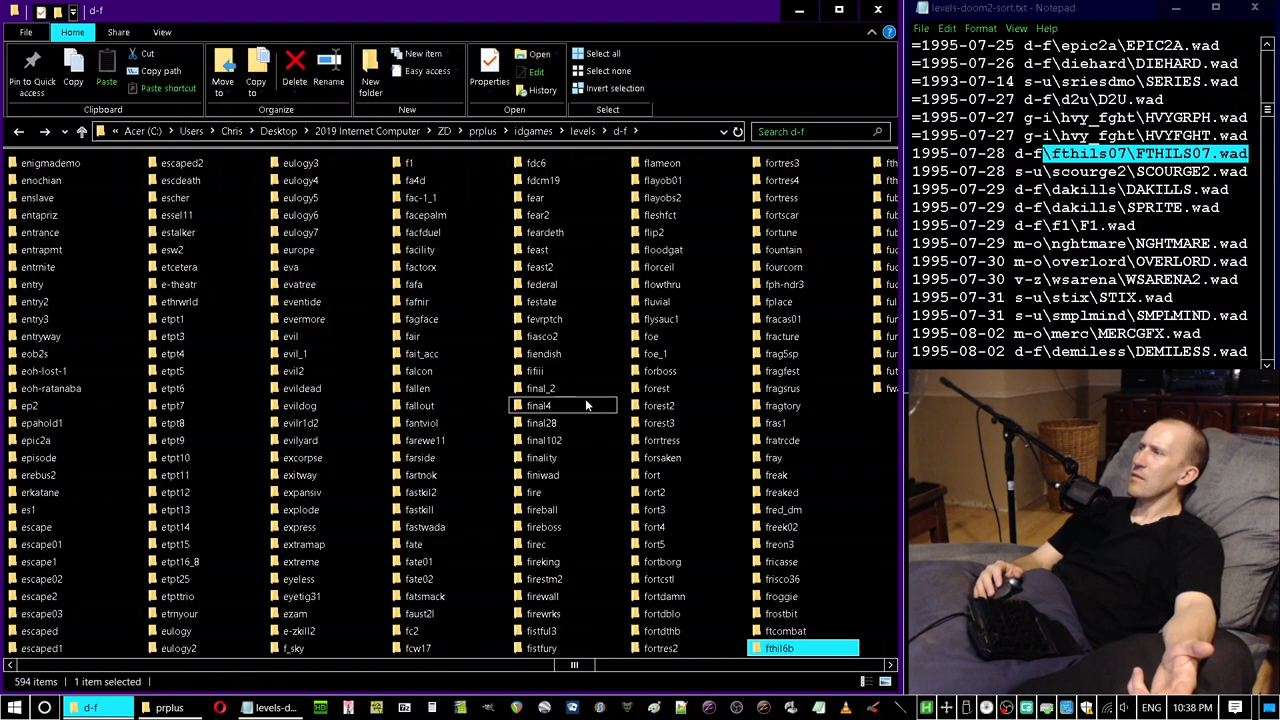 d-f
File
Home
Share
View
Pin to Quick access
Copy
Paste
Cut
Copy path
Paste shortcut
Clipboard
Move to
Copy to
Delete
Rename
Organize
New folder
New item
Easy access
New
Properties
Open
Edit
History
Open
Select all
Select none
Invert selection
Select
« Acer (C:) > Users > Chris > Desktop > 2019 Internet Computer > ZD > prplus > idgames > levels > d-f >
Search d-f
enigmademo
enochian
enslave
entapriz
entrance
entrapmt
entrnite
entry
entry2
entry3
entryway
eob2s
eoh-lost-1
eoh-ratanaba
ep2
epahold1
epic2a
episode
erebus2
erkatane
es1
escape
escape01
escape1
escape02
escape2
escape03
escaped
escaped1
escaped2
escdeath
escher
essel11
estalker
esw2
etcetera
e-theatr
ethrwrld
etpt1
etpt3
etpt4
etpt5
etpt6
etpt7
etpt8
etpt9
etpt10
etpt11
etpt12
etpt13
etpt14
etpt15
etpt16_8
etpt25
etpttrio
etrnyour
eulogy
eulogy2
eulogy3
eulogy4
eulogy5
eulogy6
eulogy7
europe
eva
evatree
eventide
evermore
evil
evil_1
evil2
evildead
evildog
evilr1d2
evilyard
excorpse
exitway
expansiv
explode
express
extramap
extreme
eyeless
eyetig31
ezam
e-zkill2
f_sky
f1
fa4d
fac-1_1
facepalm
facfduel
facility
factorx
fafa
fafnir
fagface
fair
fait_acc
falcon
fallen
fallout
fantviol
farewe11
farside
fartnok
fastkil2
fastkill
fastwada
fate
fate01
fate02
fatsmack
faust2l
fc2
fcw17
fdc6
fdcm19
fear
fear2
feardeth
feast
feast2
federal
festate
fevrptch
fiasco2
fiendish
fifiii
final_2
final4
final28
final102
finality
finiwad
fire
fireball
fireboss
firec
fireking
firestm2
firewall
firewrks
fistful3
fistfury
flameon
flayob01
flayobs2
fleshfct
flip2
floodgat
florceil
flowthru
fluvial
flysauc1
foe
foe_1
forboss
forest
forest2
forest3
forrtress
forsaken
fort
fort2
fort3
fort4
fort5
fortborg
fortcstl
fortdamn
fortdblo
fortdthb
fortres2
fortres3
fortres4
fortress
fortscar
fortune
fountain
fourcorn
fph-ndr3
fplace
fracas01
fracture
frag5sp
fragfest
fragsrus
fragtory
fras1
fratrcde
fray
freak
freaked
fred_dm
freek02
freon3
fricasse
frisco36
froggie
frostbit
ftcombat
fthil6b
594 items
1 item selected
levels-doom2-sort.txt - Notepad
File Edit Format View Help
=1995-07-25 d-f\epic2a\EPIC2A.wad
=1995-07-26 d-f\diehard\DIEHARD.wad
=1993-07-14 s-u\sriesdmo\SERIES.wad
=1995-07-27 d-f\d2u\D2U.wad
=1995-07-27 g-i\hvy_fght\HVYGRPH.wad
=1995-07-27 g-i\hvy_fght\HVYFGHT.wad
1995-07-28 d-f\fthils07\FTHILS07.wad
1995-07-28 s-u\scourge2\SCOURGE2.wad
1995-07-29 d-f\dakills\DAKILLS.wad
1995-07-29 d-f\dakills\SPRITE.wad
1995-07-29 d-f\f1\F1.wad
1995-07-29 m-o\nghtmare\NGHTMARE.wad
1995-07-30 m-o\overlord\OVERLORD.wad
1995-07-30 v-z\wsarena\WSARENA2.wad
1995-07-31 s-u\stix\STIX.wad
1995-07-31 s-u\smplmind\SMPLMIND.wad
1995-08-02 m-o\merc\MERCGFX.wad
1995-08-02 d-f\demiless\DEMILESS.wad
d-f
prplus
levels-d...
ENG
10:38 PM